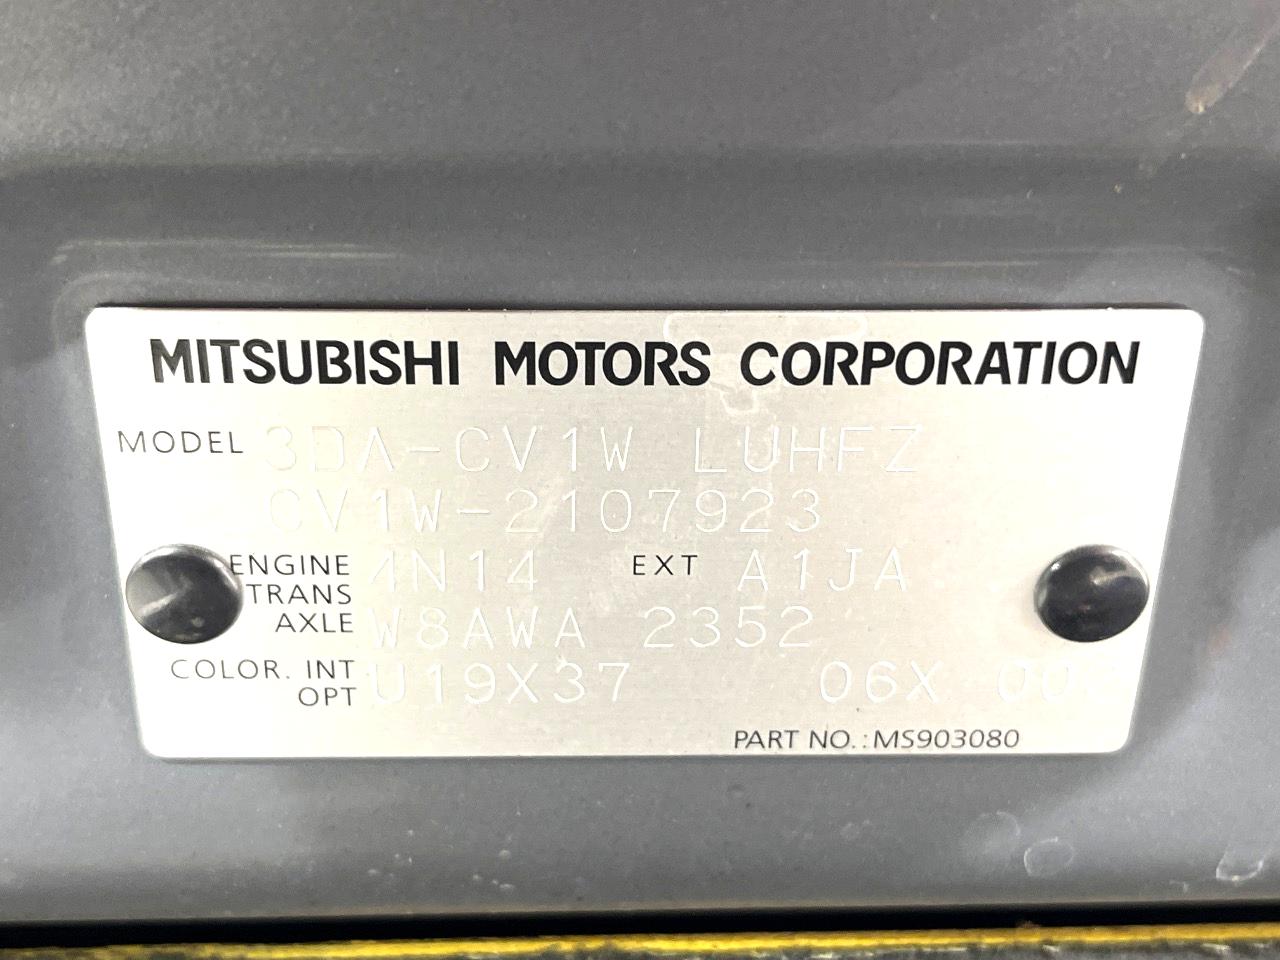 MITSUBISHI MOTORS CORPORATION
MODEL 3DA-CV1W LUHFZ
CV1W-2107923
ENGINE 4N14 EXT A1JA
TRANS
AXLE W8AWA 2352
COLOR. INT
OPT U19X37 06X
PART NO.:MS903080